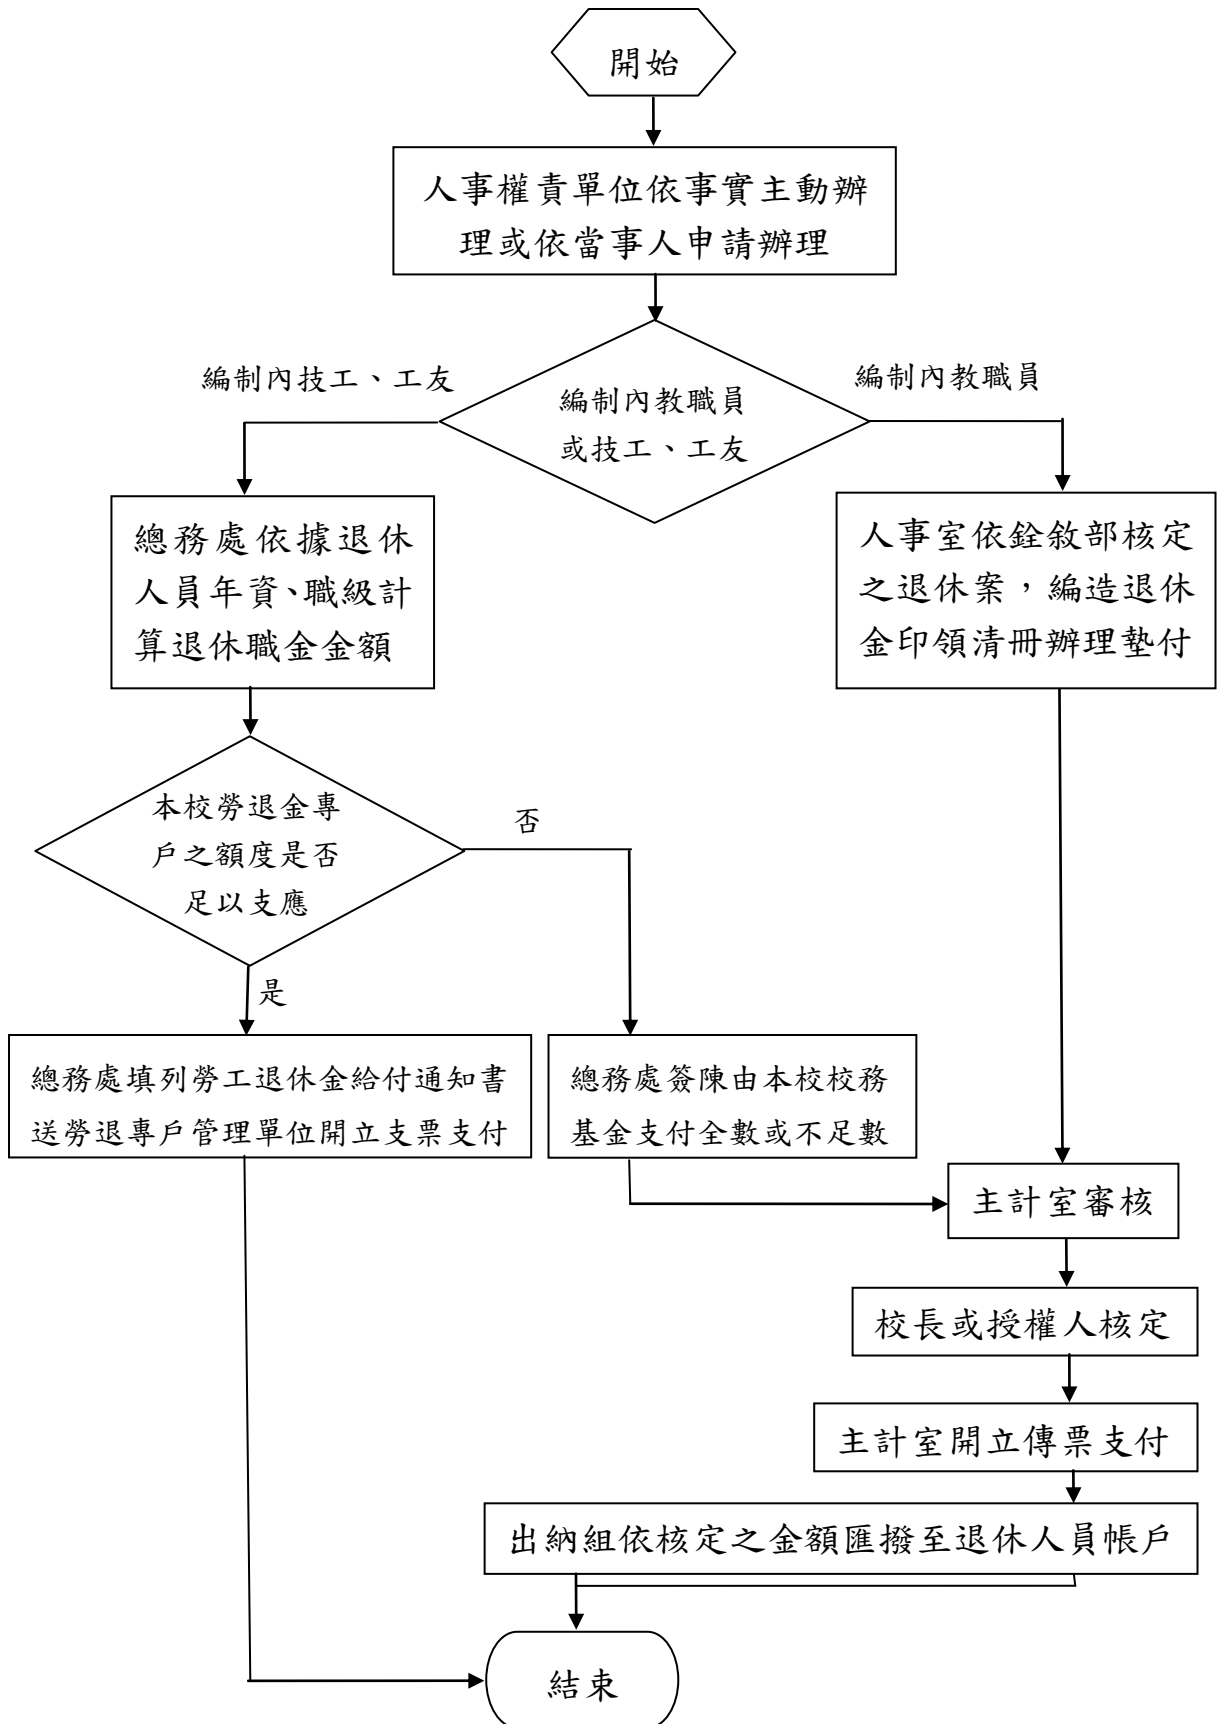 開始
人事權責單位依事實主動辦
理或依當事人申請辦理
編制內技工、工友
編制內教職員
編制內教職員
或技工、工友
總務處依據退休
人員年資、職級計
算退休職金金額
人事室依銓敘部核定
之退休案，編造退休
金印領清冊辦理墊付
本校勞退金專
戶之額度是否
足以支應
否
是
總務處填列勞工退休金給付通知書
送勞退專戶管理單位開立支票支付
總務處簽陳由本校校務
基金支付全數或不足數
主計室審核
校長或授權人核定
主計室開立傳票支付
出納組依核定之金額匯撥至退休人員帳戶
結束